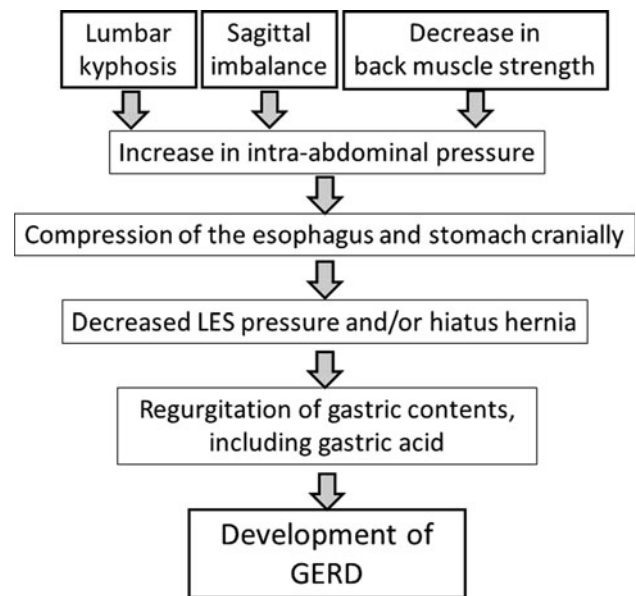 Lumbar
kyphosis
Sagittal
imbalance
Decrease in
back muscle strength
Increase in intra-abdominal pressure
Compression of the esophagus and stomach cranially
Decreased LES pressure and/or hiatus hernia
Regurgitation of gastric contents,
including gastric acid
Development of
GERD